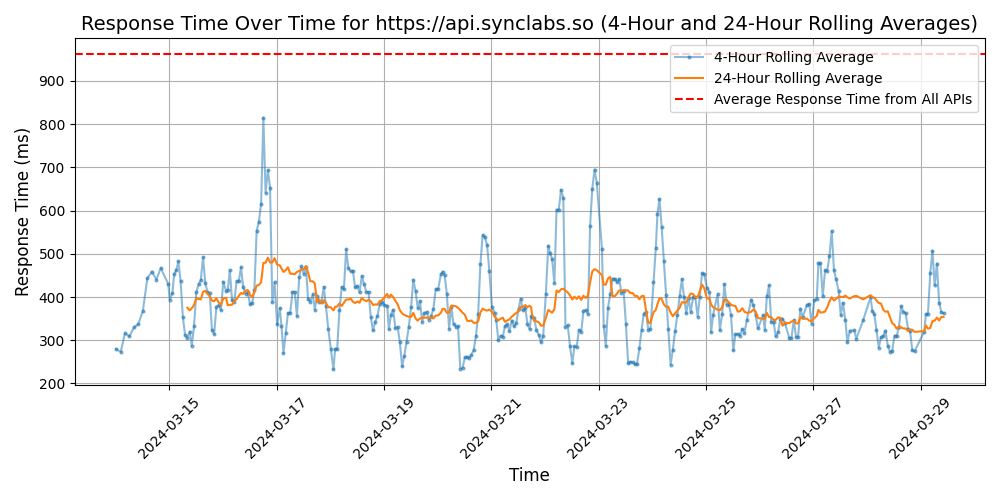 Response Time Over Time for https://api.synclabs.so (4-Hour and 24-Hour Rolling Averages)
4-Hour Rolling Average
24-Hour Rolling Average
Average Response Time from All APIs
Response Time (ms)
900
800
700
600
500
400
300
200
2024-03-15
2024-03-17
2024-03-19
2024-03-21
2024-03-23
2024-03-25
2024-03-27
2024-03-29
Time